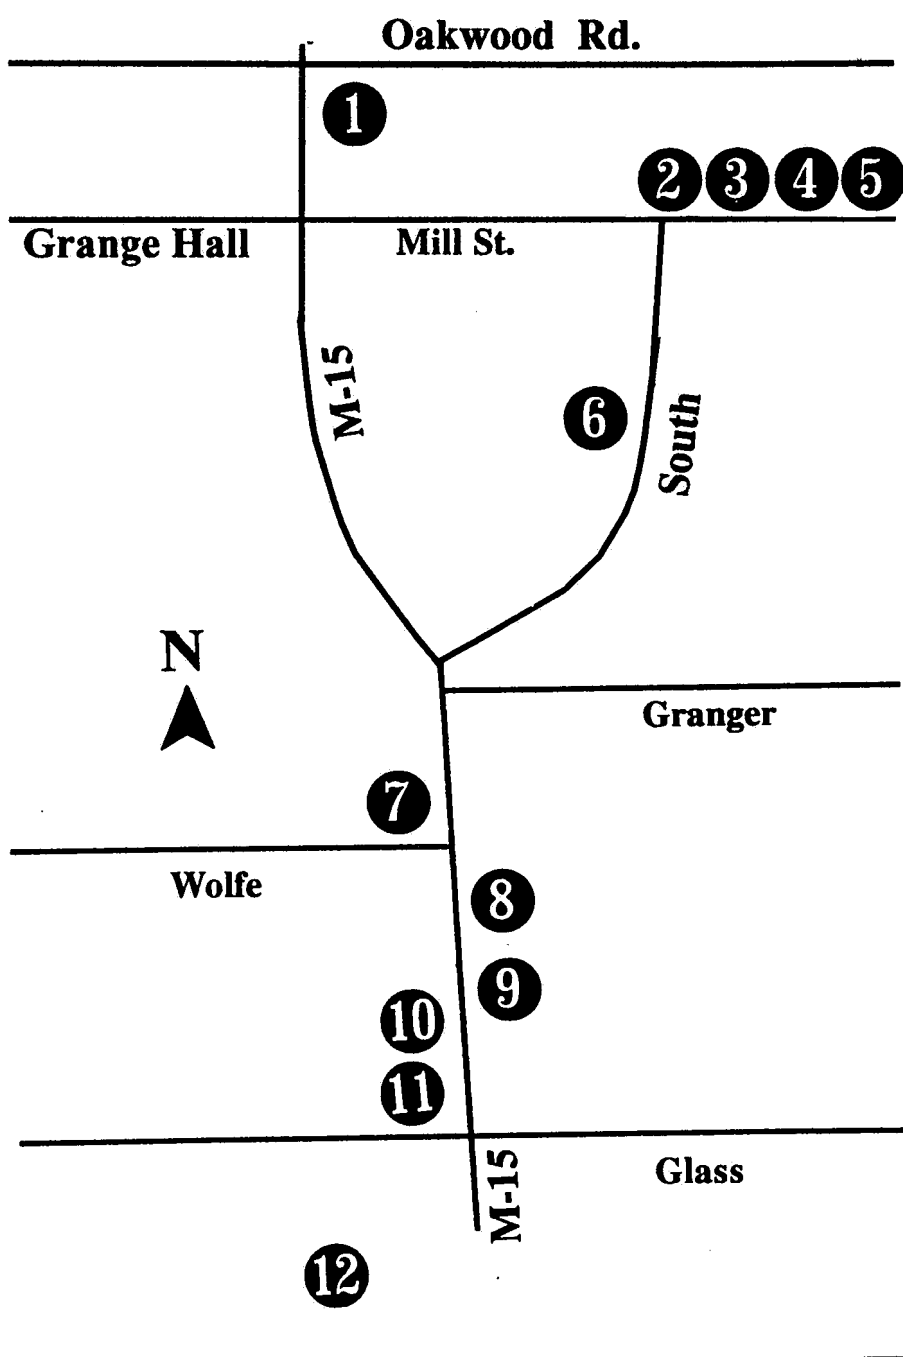 Oakwood Rd.
1
2 3 4 5
Grange Hall
Mill St.
M-15
6
South
N
Granger
7
Wolfe
8
9
10
11
M-15
Glass
12